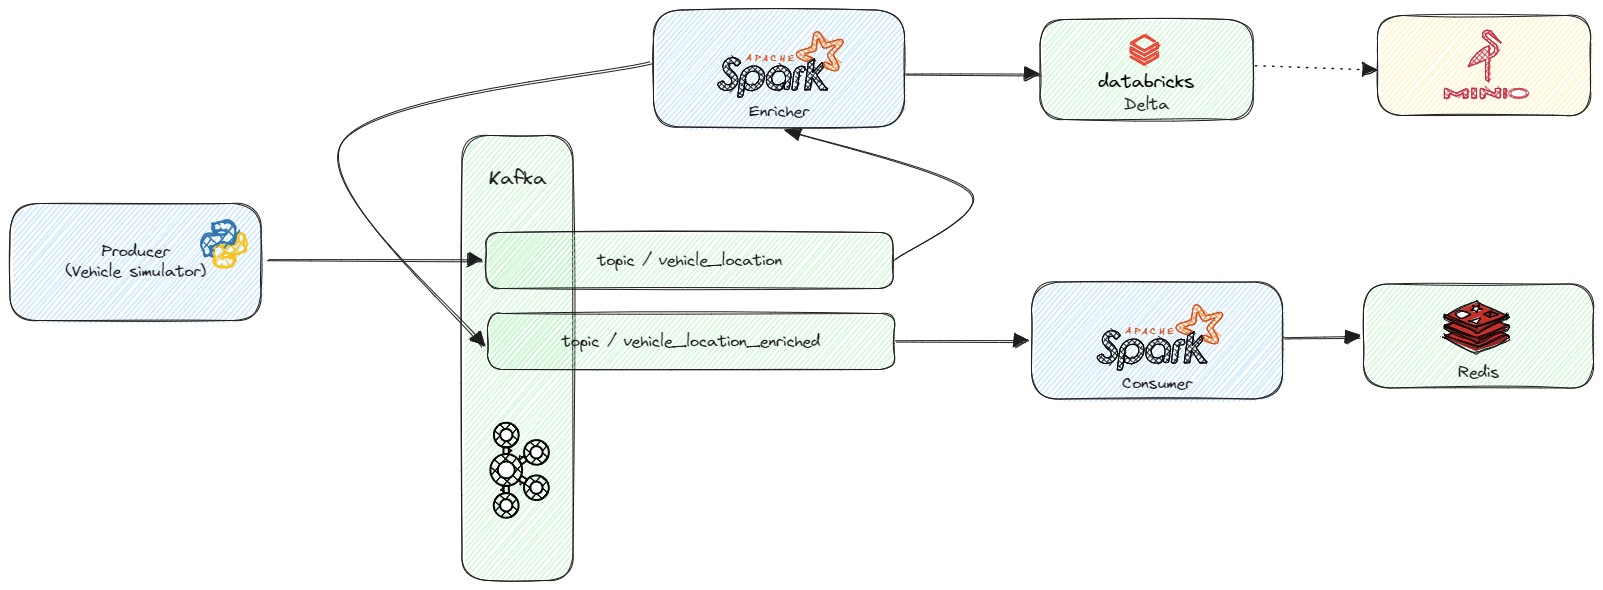 APACHE
Spark
Enricher
databricks
Delta
MINIO
Kafka
Producer
(Vehicle simulator)
topic / vehicle_location
topic / vehicle_location_enriched
APACHE
Spark
Consumer
Redis